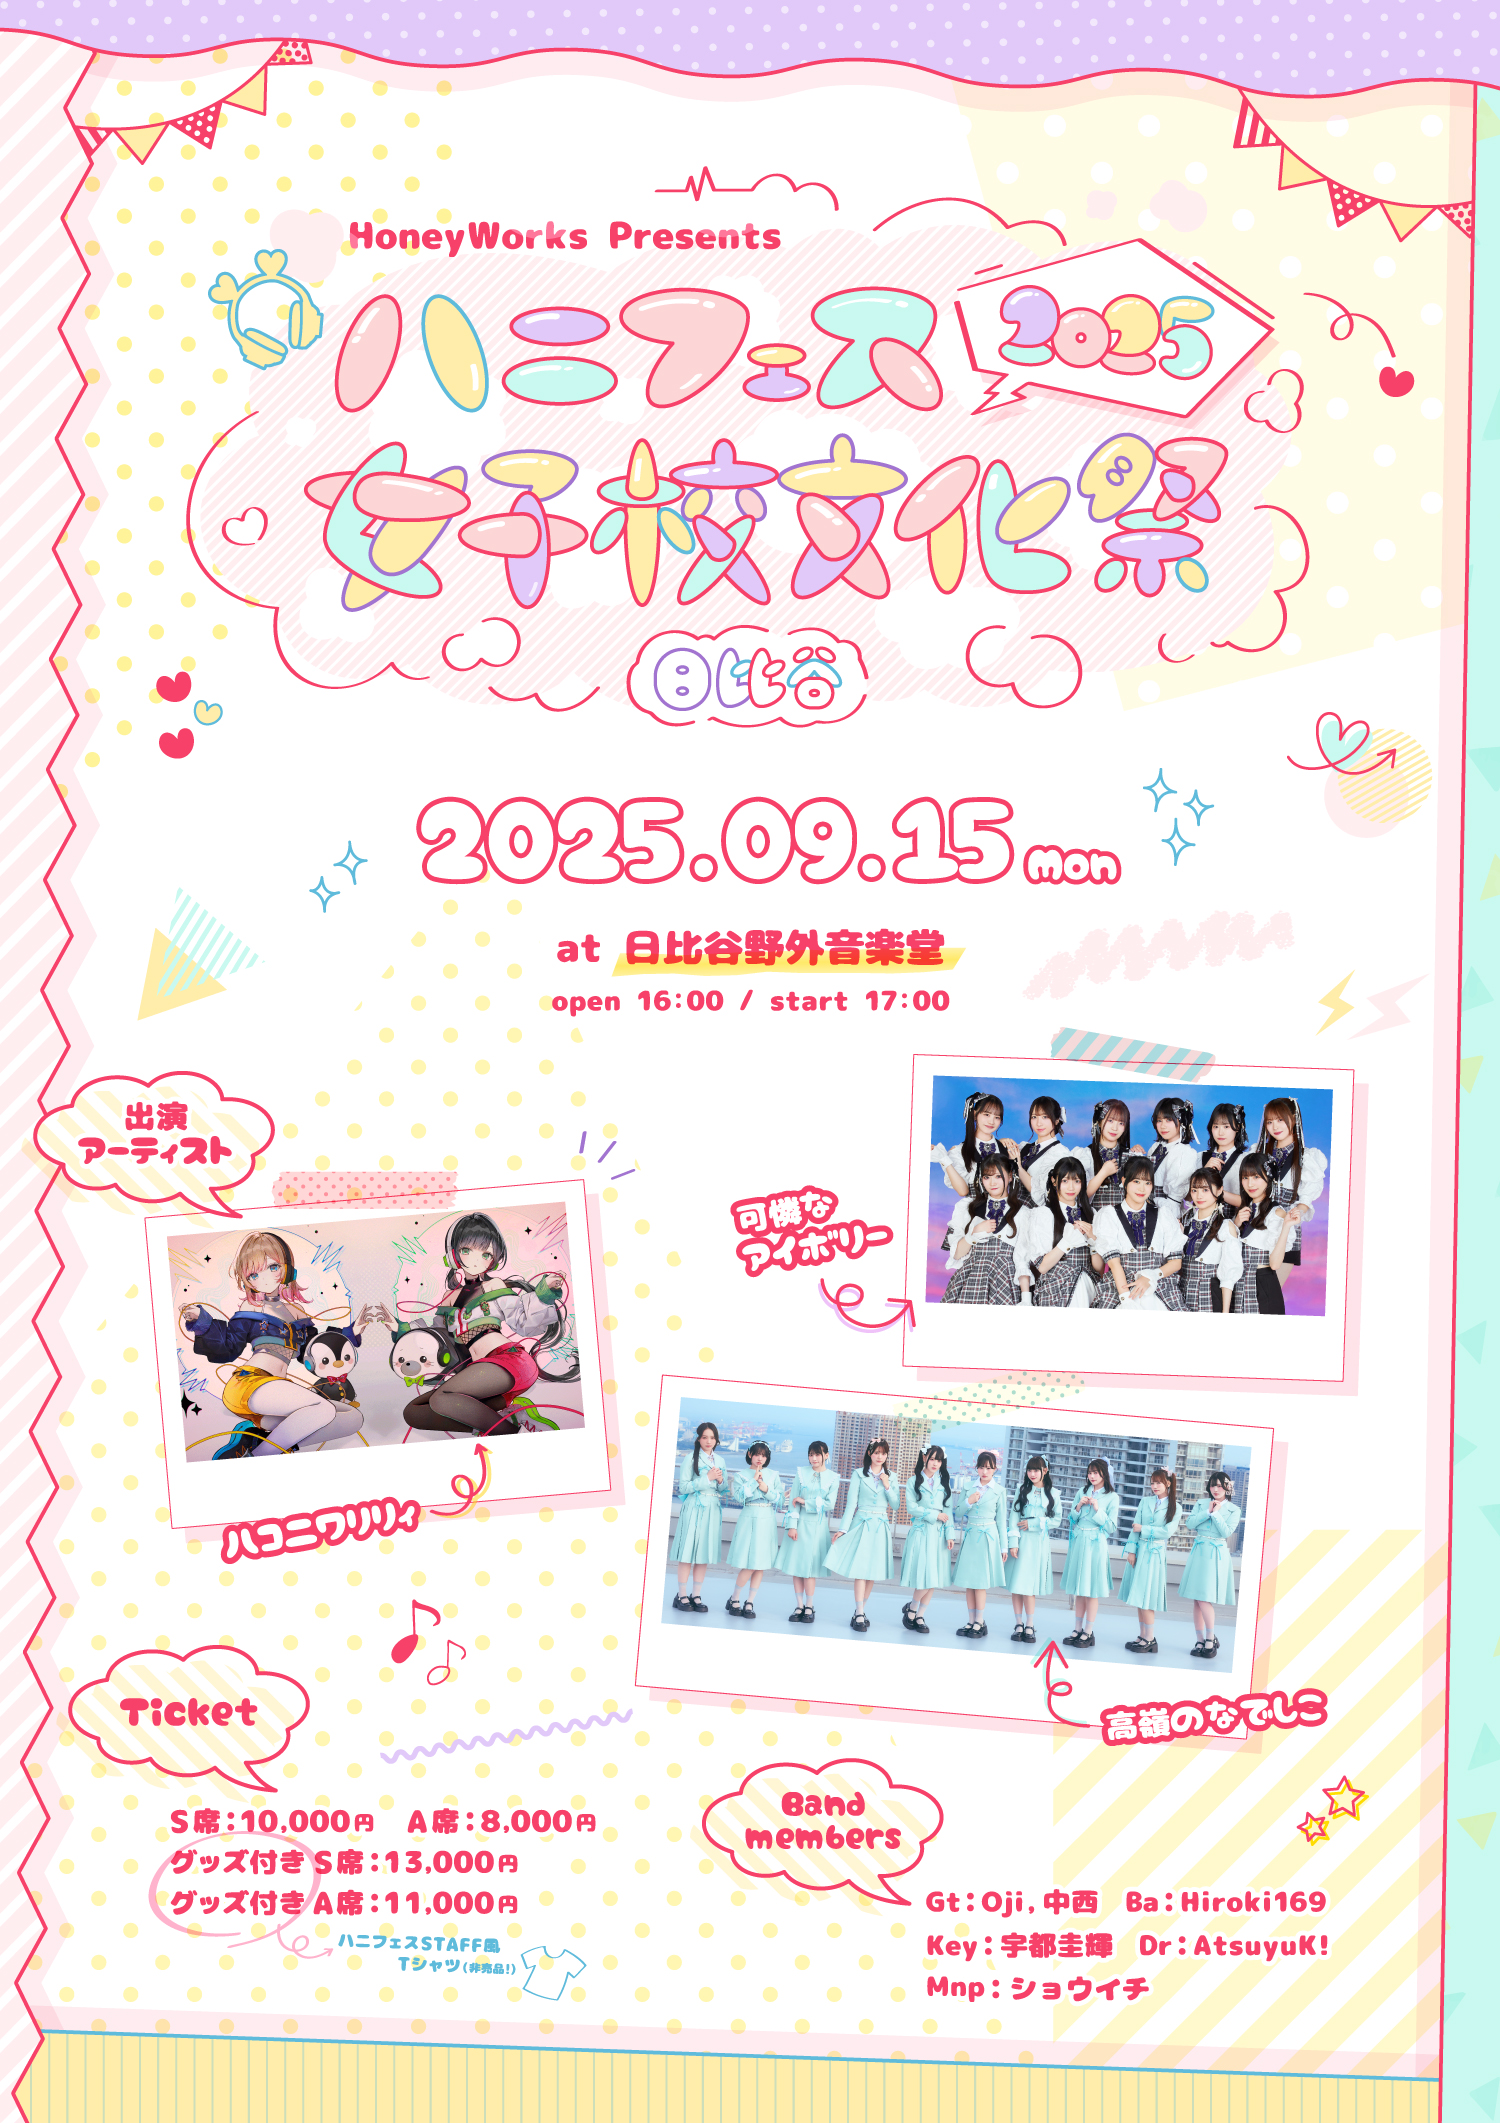 HoneyWorks Presents
ハニフェス 2025
女子校文化祭
日比谷
2025.09.15 mon
at 日比谷野外音楽堂
open 16:00 / start 17:00
出演
アーティスト
可憐な
アイボリー
ハコニワリリィ
高嶺のなでしこ
Ticket
S席：10,000円　A席：8,000円
グッズ付きS席：13,000円
グッズ付きA席：11,000円
ハニフェスSTAFF風
Tシャツ(非売品!)
Band
members
Gt：Oji, 中西　Ba：Hiroki169
Key：宇都圭輝　Dr：AtsuyuK!
Mnp：ショウイチ